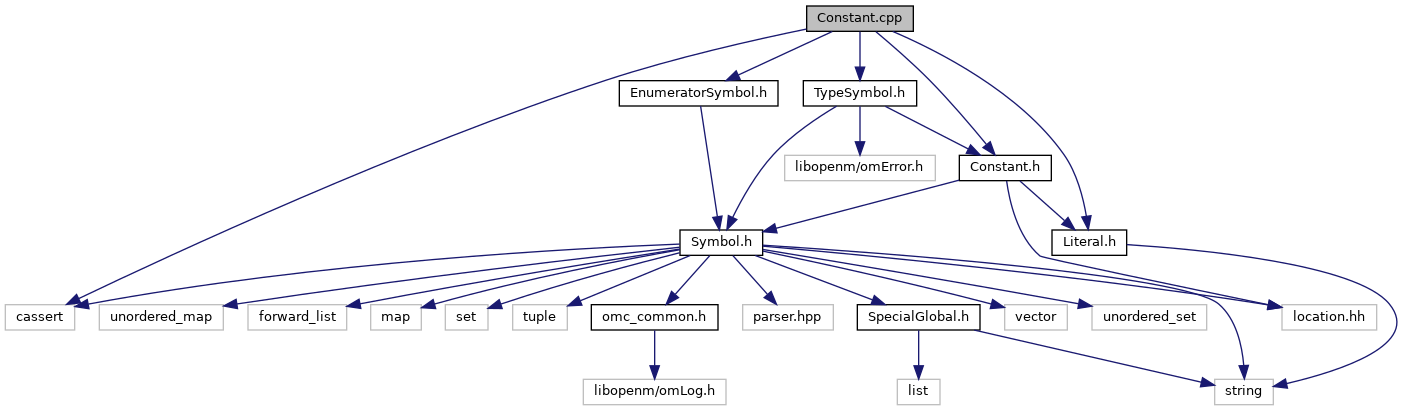 Constant.cpp
EnumeratorSymbol.h
TypeSymbol.h
libopenm/omError.h
Constant.h
Symbol.h
Literal.h
cassert
unordered_map
forward_list
map
set
tuple
omc_common.h
parser.hpp
SpecialGlobal.h
vector
unordered_set
location.hh
libopenm/omLog.h
list
string